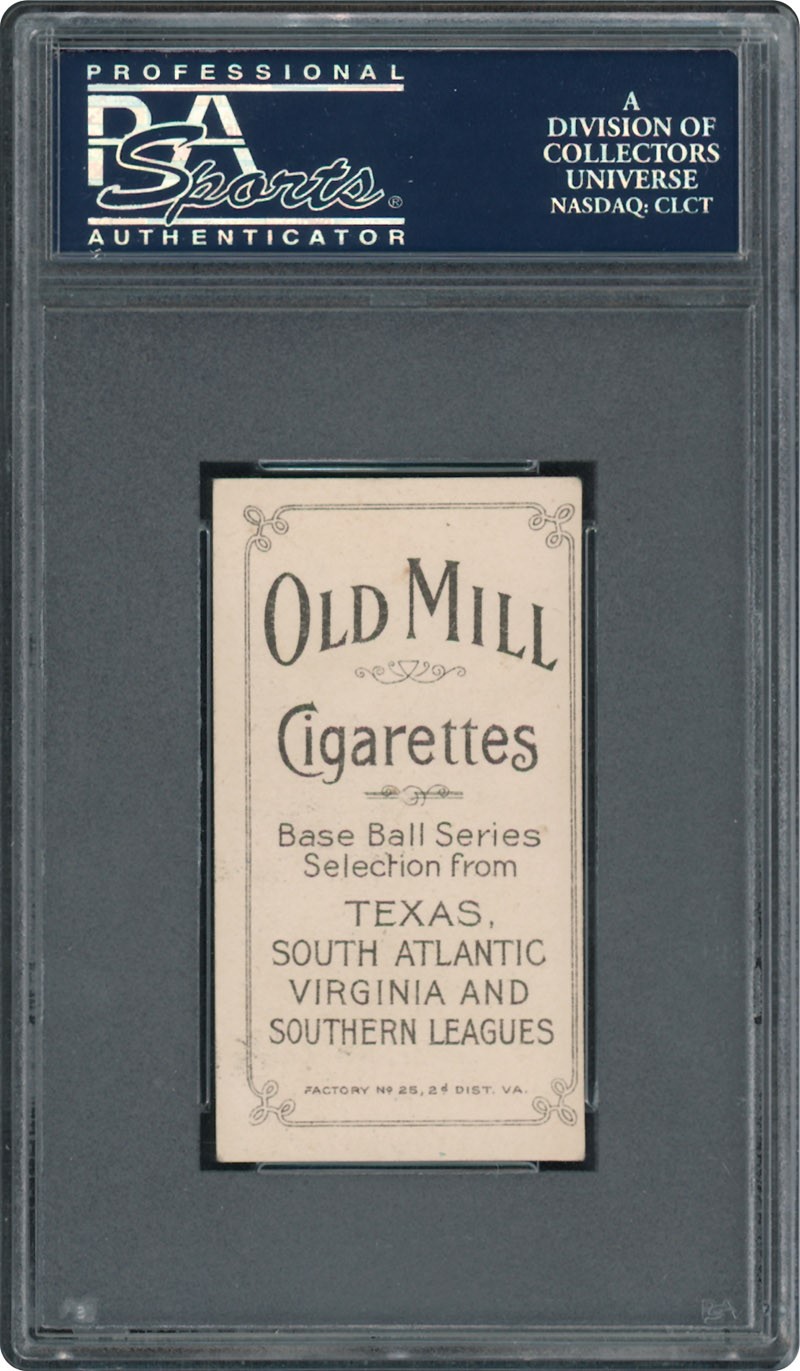 PROFESSIONAL
PSA
Sports®
AUTHENTICATOR
A
DIVISION OF
COLLECTORS
UNIVERSE
NASDAQ: CLCT
OLD MILL
Cigarettes
Base Ball Series
Selection from
TEXAS,
SOUTH ATLANTIC
VIRGINIA AND
SOUTHERN LEAGUES
FACTORY Nº 25, 2d DIST. VA.
PSA